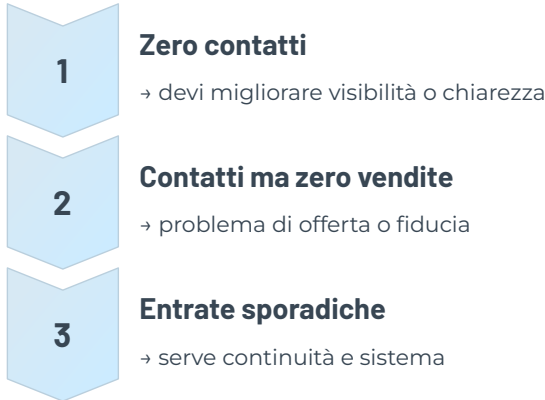 1
Zero contatti
→ devi migliorare visibilità o chiarezza
2
Contatti ma zero vendite
→ problema di offerta o fiducia
3
Entrate sporadiche
→ serve continuità e sistema